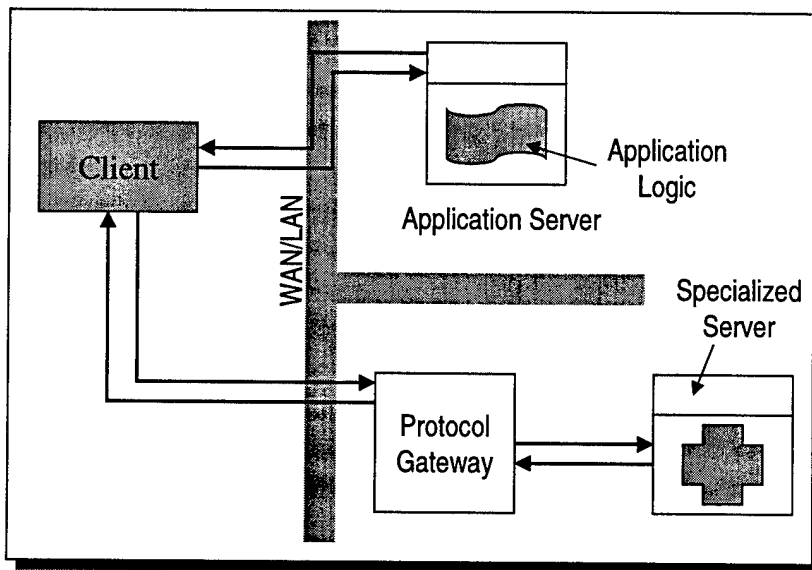 Client
WAN/LAN
Application
Logic
Application Server
Specialized
Server
Protocol
Gateway